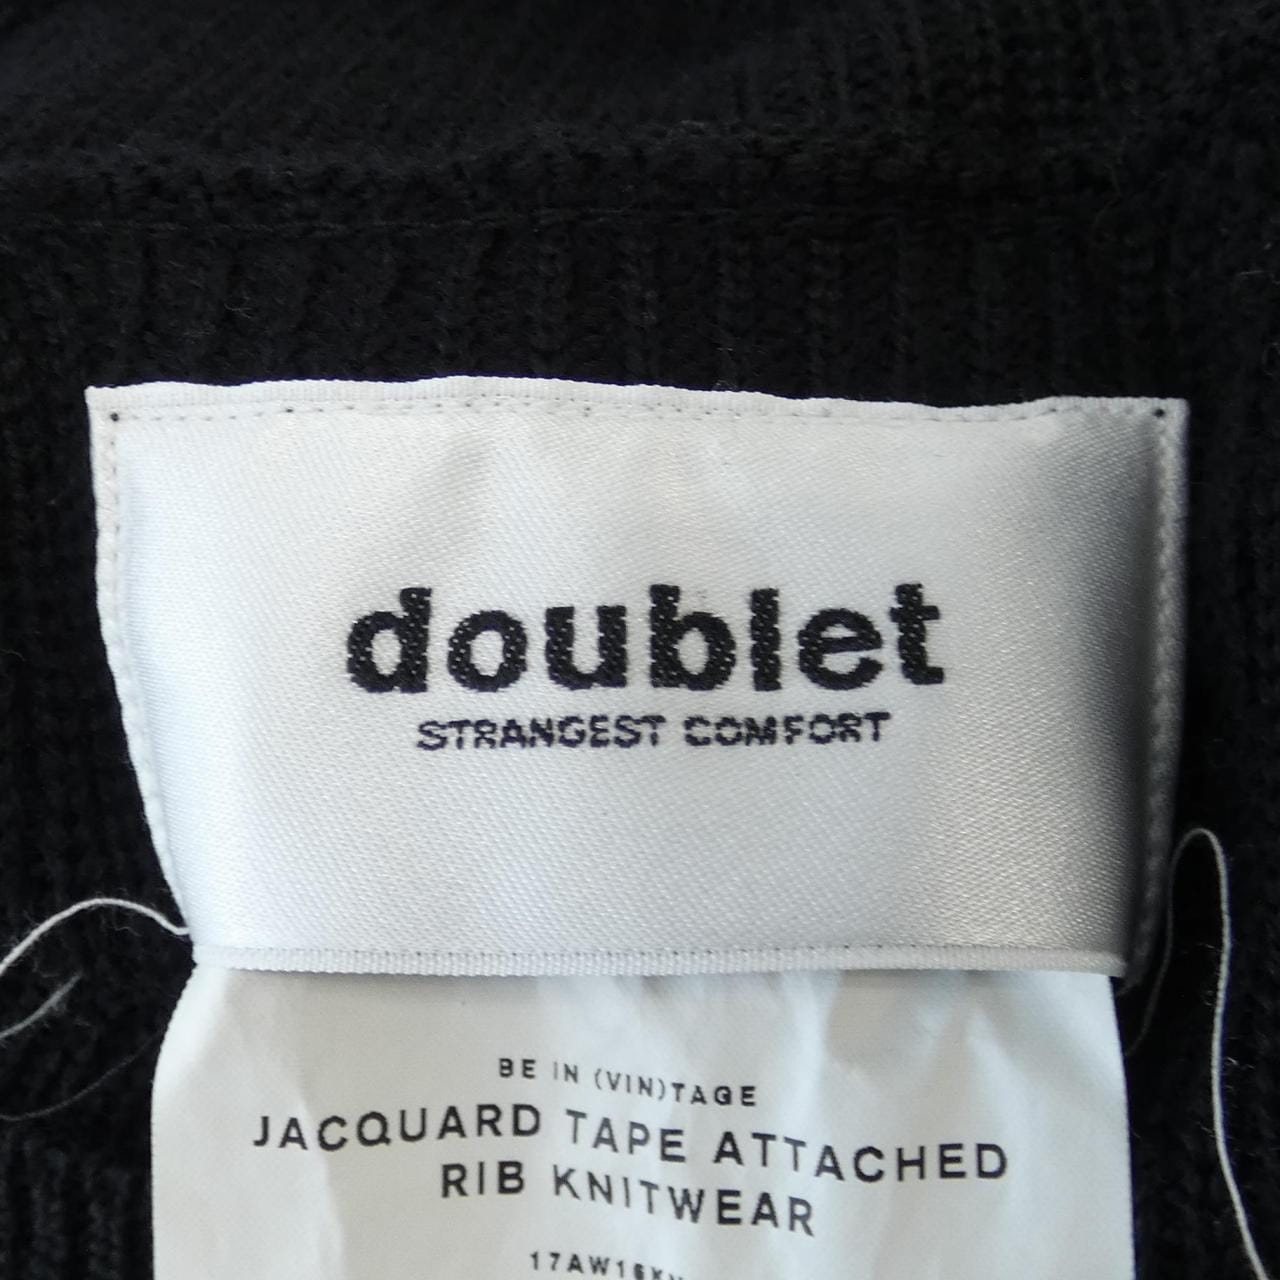 doublet
STRANGEST COMFORT
BE IN (VIN)TAGE
JACQUARD TAPE ATTACHED
RIB KNITWEAR